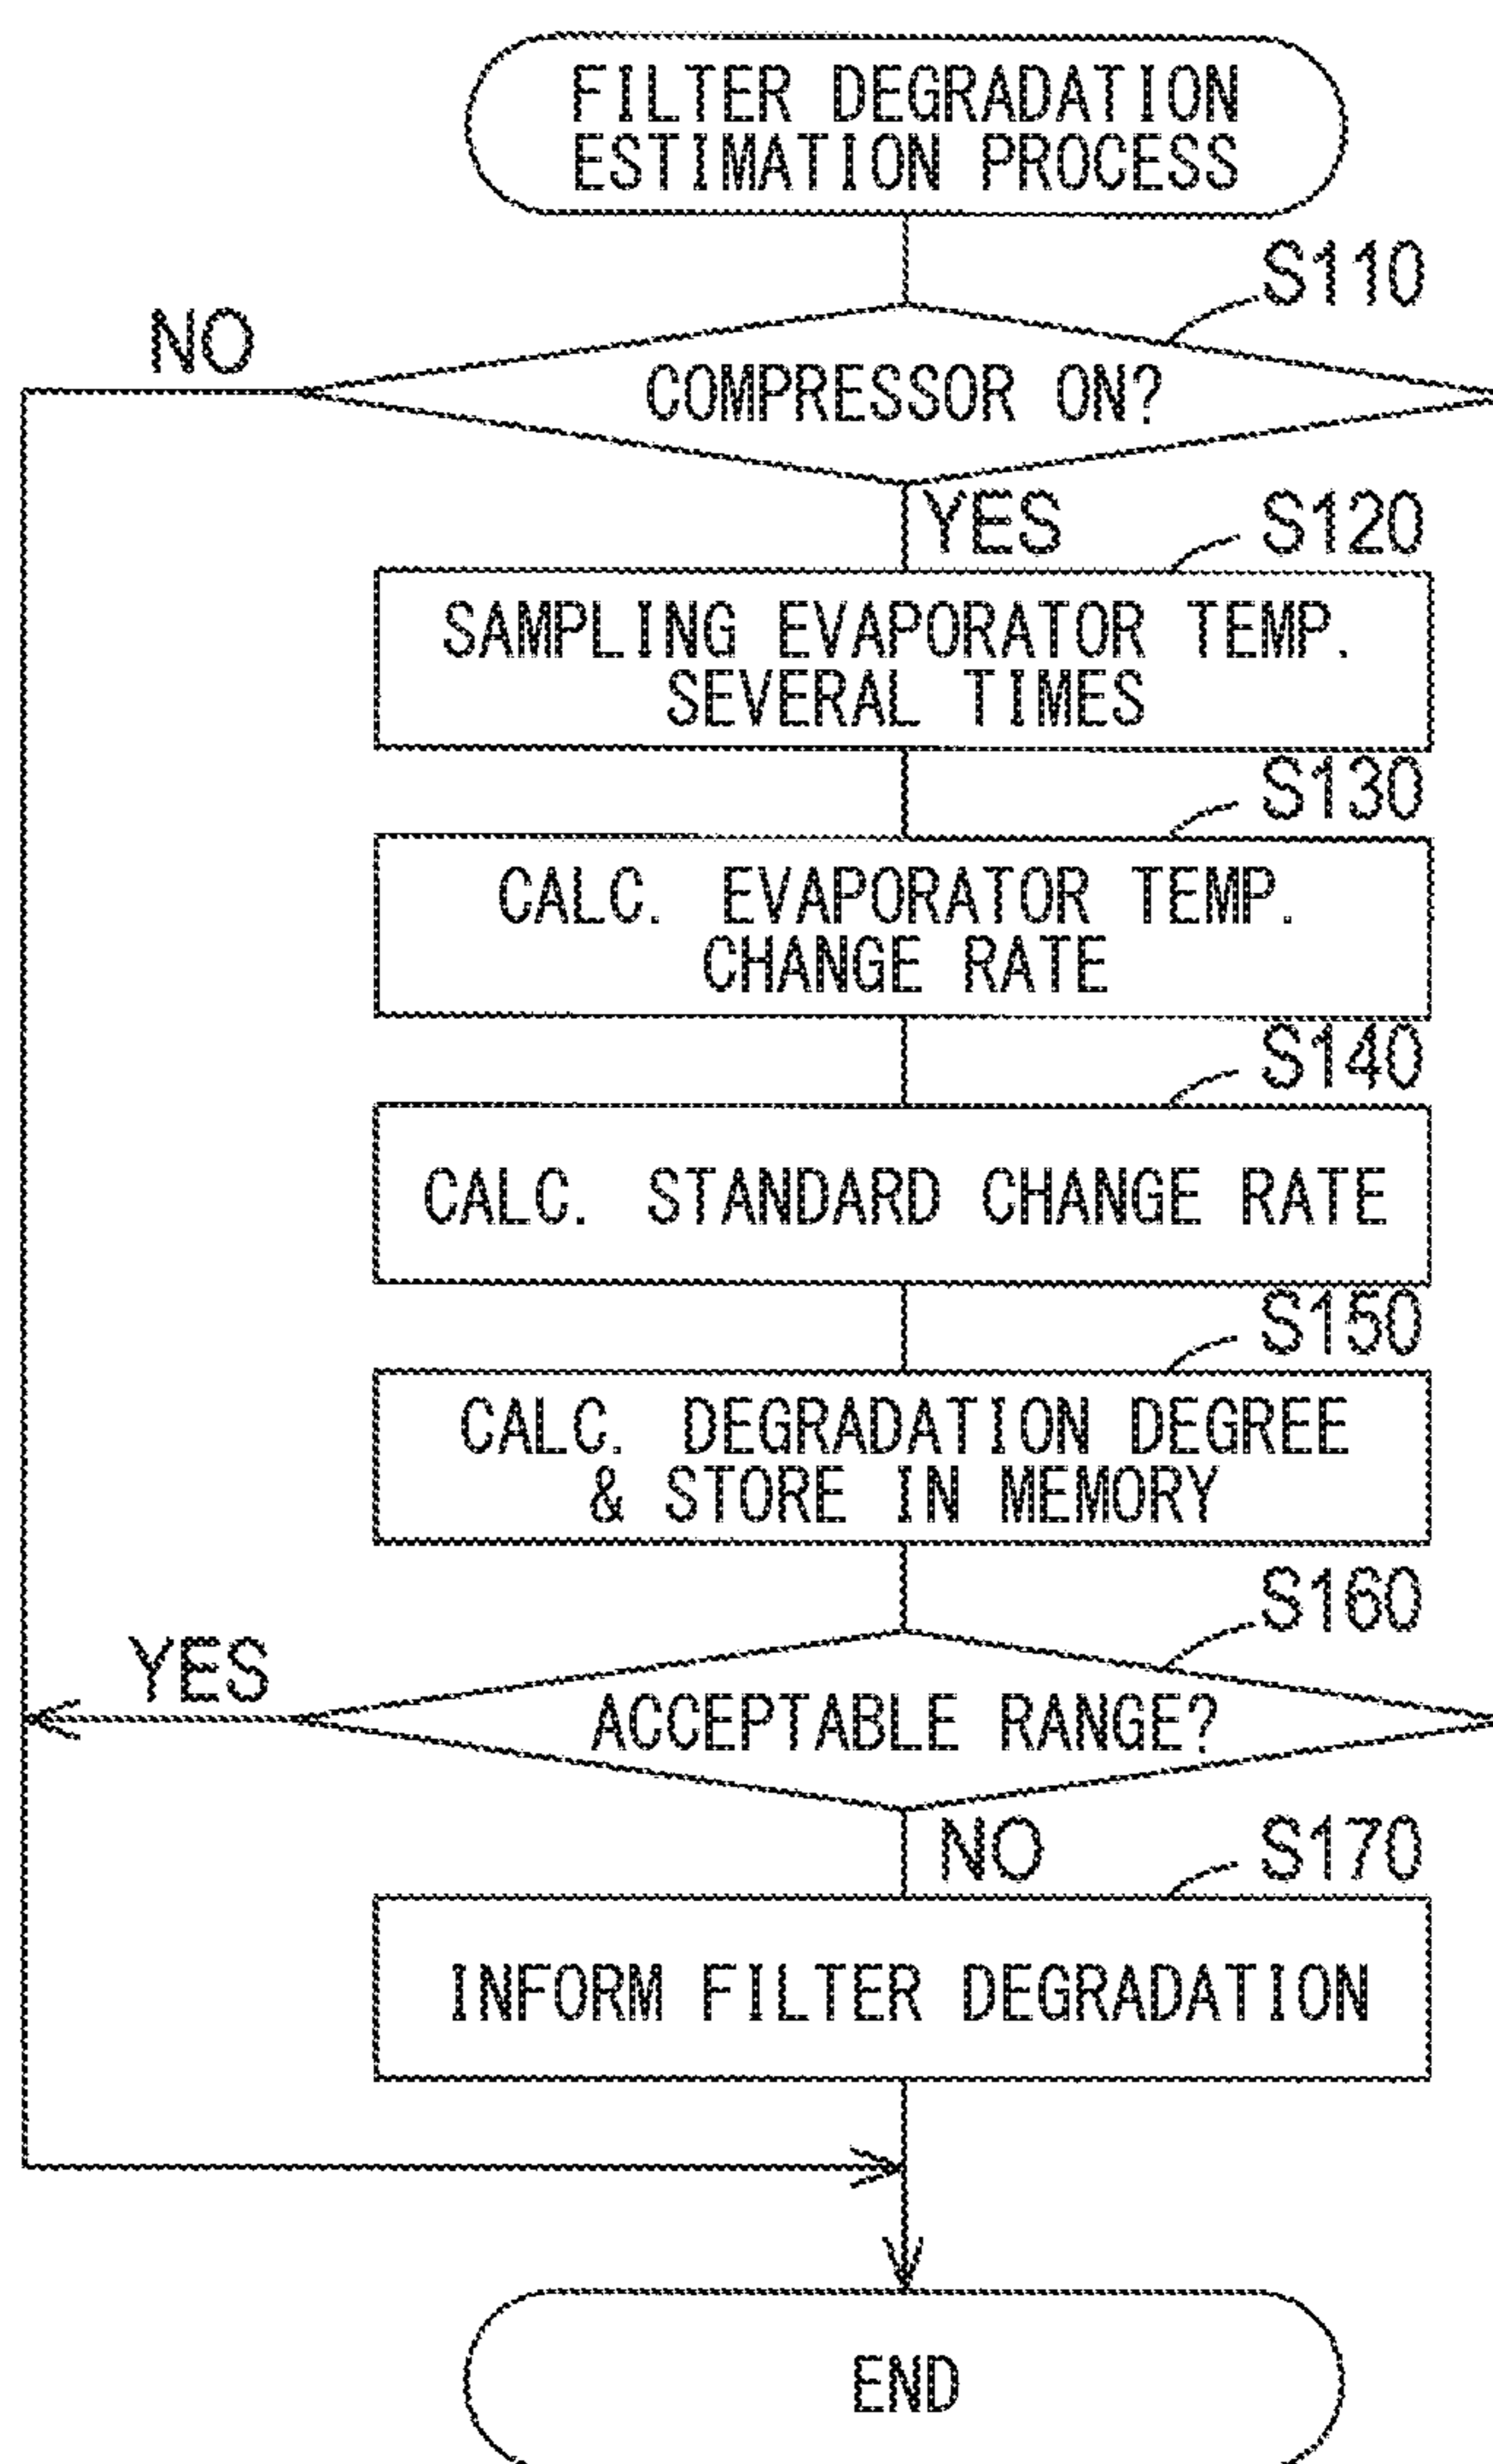 FILTER DEGRADATION
ESTIMATION PROCESS
S110
NO
COMPRESSOR ON?
YES
S120
SAMPLING EVAPORATOR TEMP.
SEVERAL TIMES
S130
CALC. EVAPORATOR TEMP.
CHANGE RATE
S140
CALC. STANDARD CHANGE RATE
S150
CALC. DEGRADATION DEGREE
& STORE IN MEMORY
S160
YES
ACCEPTABLE RANGE?
NO
S170
INFORM FILTER DEGRADATION
END